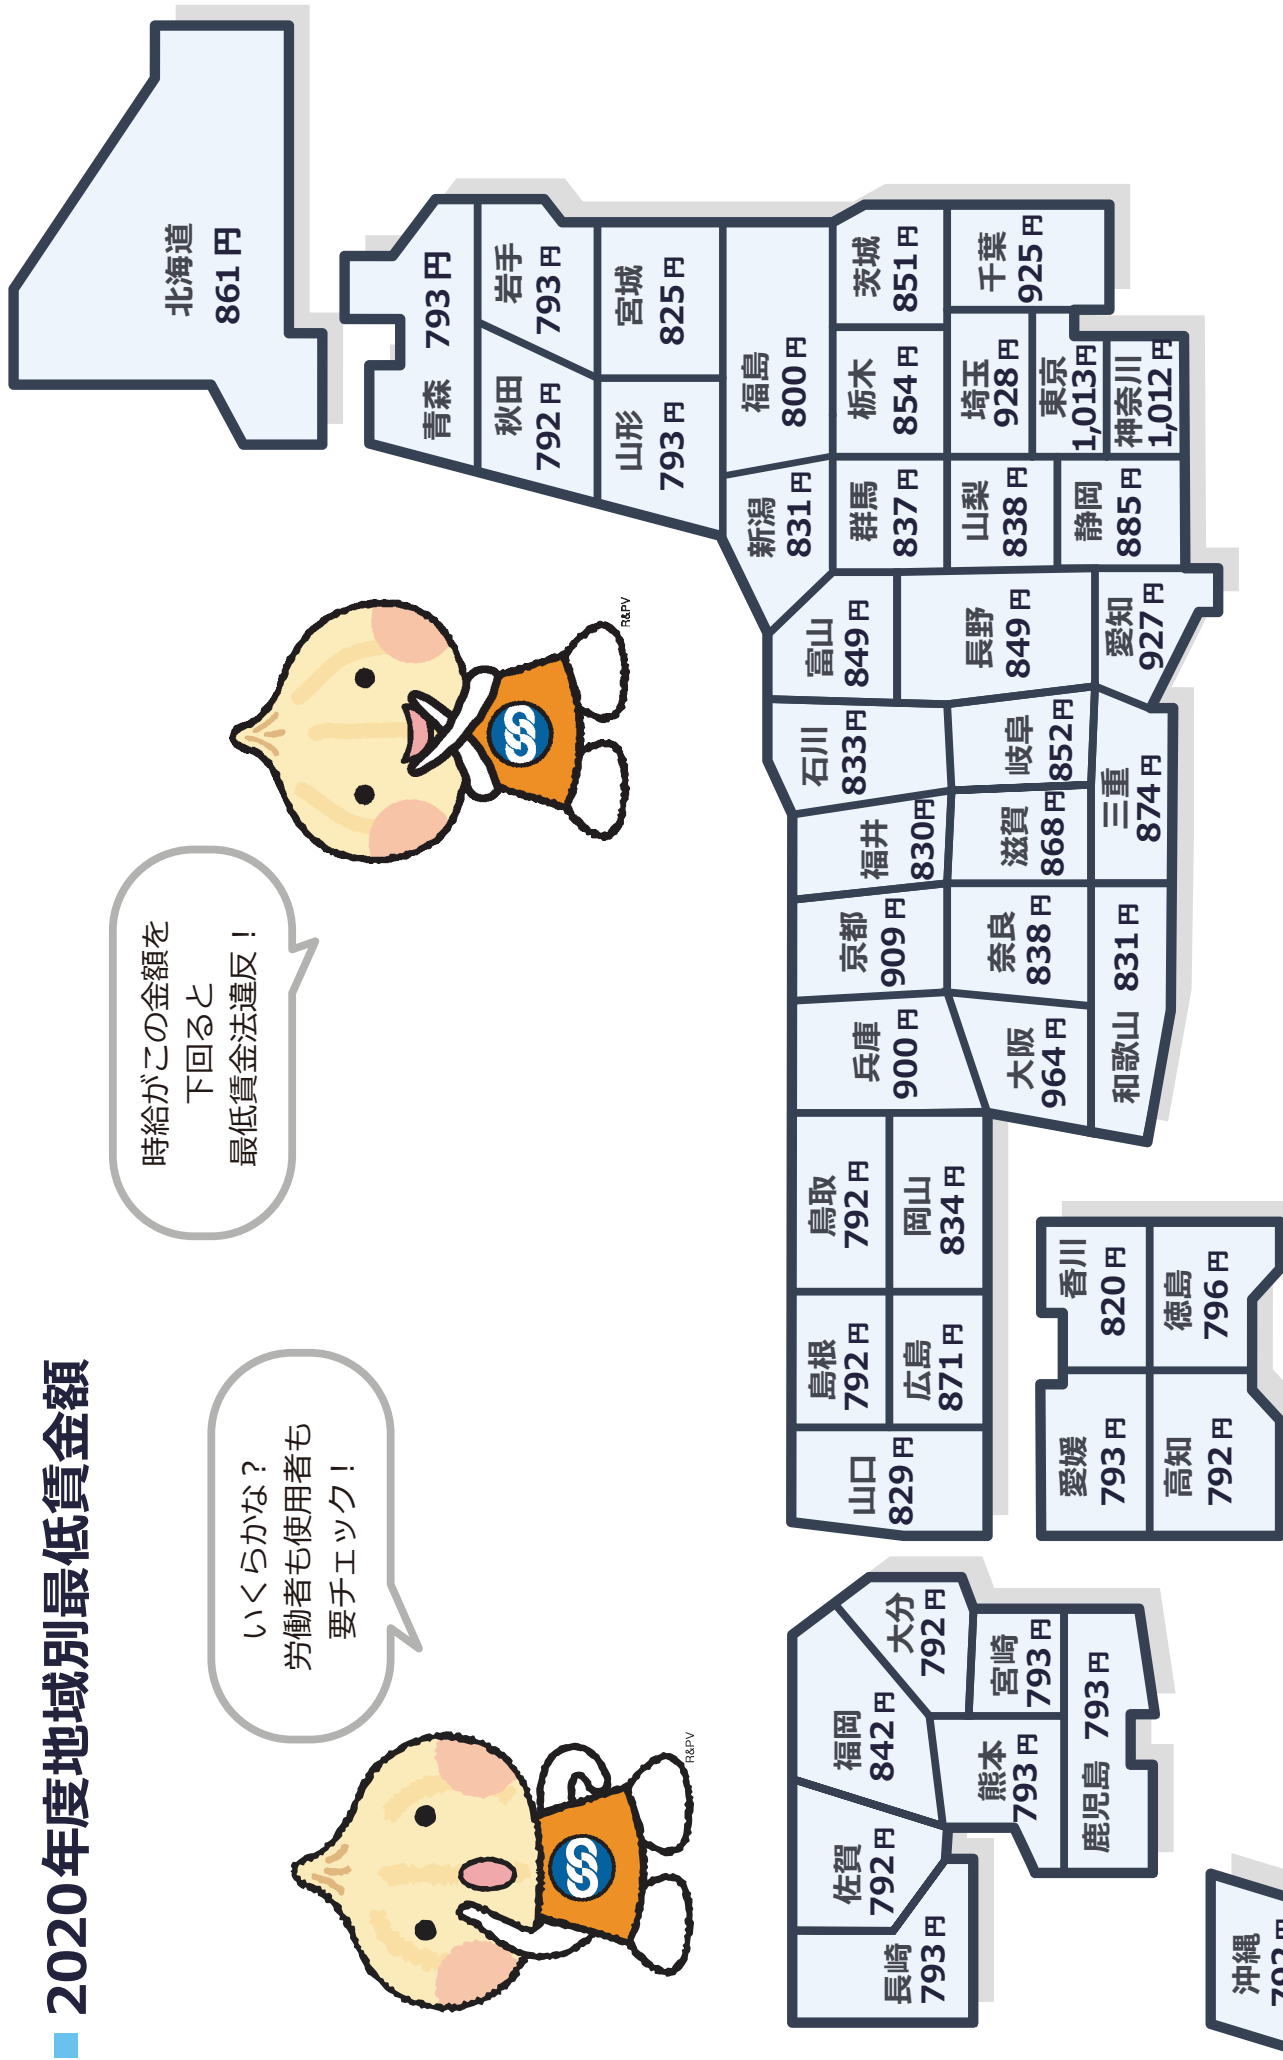 2020年度地域別最低賃金額
いくらかな？
労働者も使用者も
要チェック！
時給がこの金額を
下回ると
最低賃金法違反！
R&PV
R&PV
北海道
861円
青森 793円
岩手
793円
秋田
792円
宮城
825円
山形
793円
福島
800円
新潟
831円
茨城
851円
栃木
854円
群馬
837円
千葉
925円
埼玉
928円
東京
1,013円
神奈川
1,012円
山梨
838円
静岡
885円
富山
849円
長野
849円
愛知
927円
石川
833円
岐阜
852円
福井
830円
滋賀
868円
三重
874円
京都
909円
奈良
838円
和歌山 831円
兵庫
900円
大阪
964円
鳥取
792円
岡山
834円
島根
792円
広島
871円
山口
829円
香川
820円
徳島
796円
愛媛
793円
高知
792円
福岡
842円
大分
792円
佐賀
792円
長崎
793円
熊本
793円
宮崎
793円
鹿児島 793円
沖縄